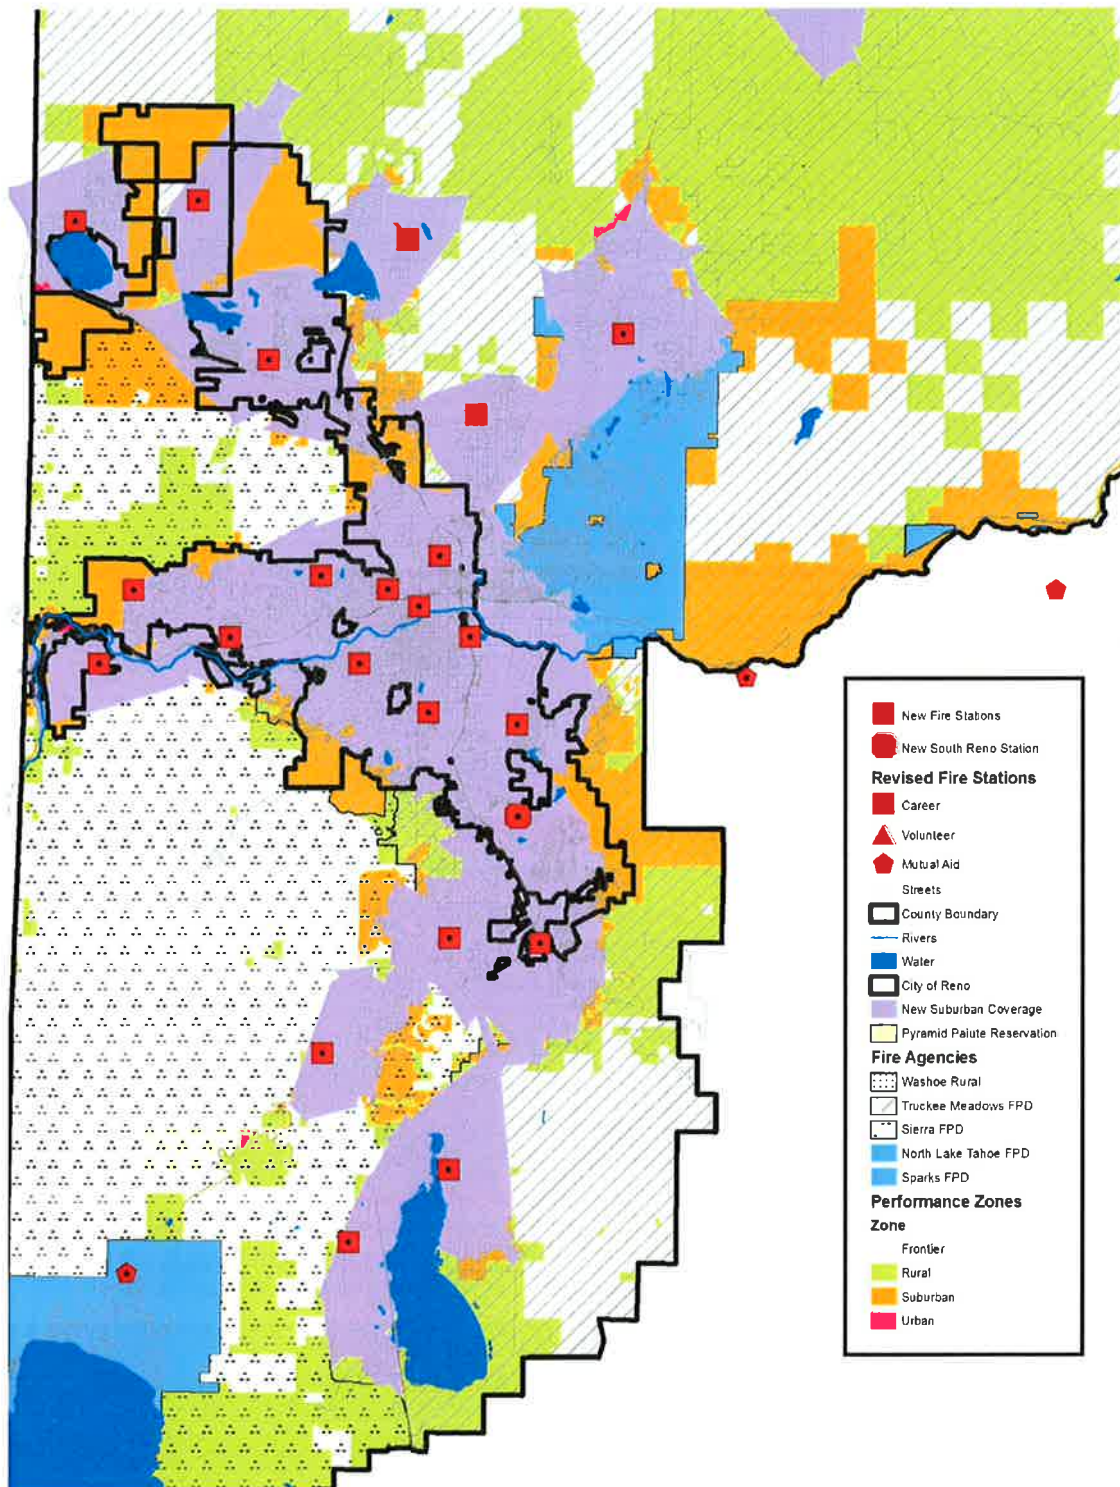 New Fire Stations
New South Reno Station
Revised Fire Stations
Career
Volunteer
Mutual Aid
Streets
County Boundary
Rivers
Water
City of Reno
New Suburban Coverage
Pyramid Paiute Reservation
Fire Agencies
Washoe Rural
Truckee Meadows FPD
Sierra FPD
North Lake Tahoe FPD
Sparks FPD
Performance Zones
Zone
Frontier
Rural
Suburban
Urban